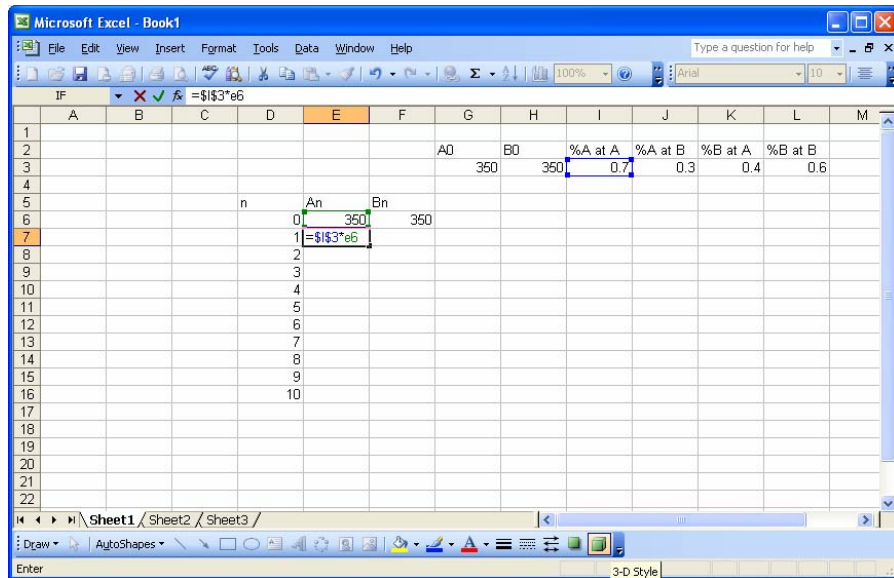 Microsoft Excel - Book1
File Edit View Insert Format Tools Data Window Help Type a question for help
100% Arial 10
IF fx =$I$3*e6
A B C D E F G H I J K L M
1
2 A0 B0 %A at A %A at B %B at A %B at B
3 350 350 0.7 0.3 0.4 0.6
4
5 n An Bn
6 0 350 350
7 1 =$I$3*e6
8 2
9 3
10 4
11 5
12 6
13 7
14 8
15 9
16 10
17
18
19
20
21
22
Sheet1 / Sheet2 / Sheet3 /
Draw AutoShapes
Enter 3-D Style